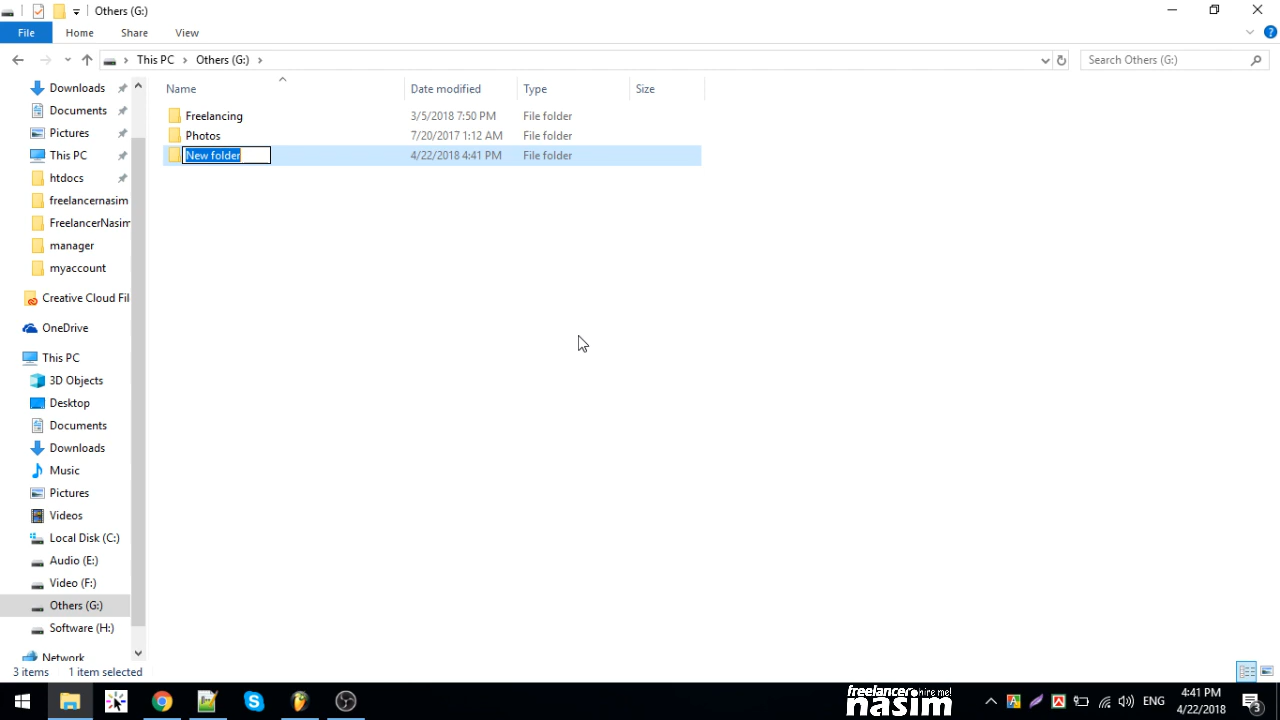 Others (G:)
File
Home
Share
View
This PC
Others (G:)
Search Others (G:)
Name
Date modified
Type
Size
Freelancing
3/5/2018 7:50 PM
File folder
Photos
7/20/2017 1:12 AM
File folder
New folder
4/22/2018 4:41 PM
File folder
Downloads
Documents
Pictures
This PC
htdocs
freelancernasim
FreelancerNasim
manager
myaccount
Creative Cloud Fil
OneDrive
This PC
3D Objects
Desktop
Documents
Downloads
Music
Pictures
Videos
Local Disk (C:)
Audio (E:)
Video (F:)
Others (G:)
Software (H:)
Network
3 items
1 item selected
freelancer hire me!
nasim
ENG
4:41 PM
4/22/2018
3